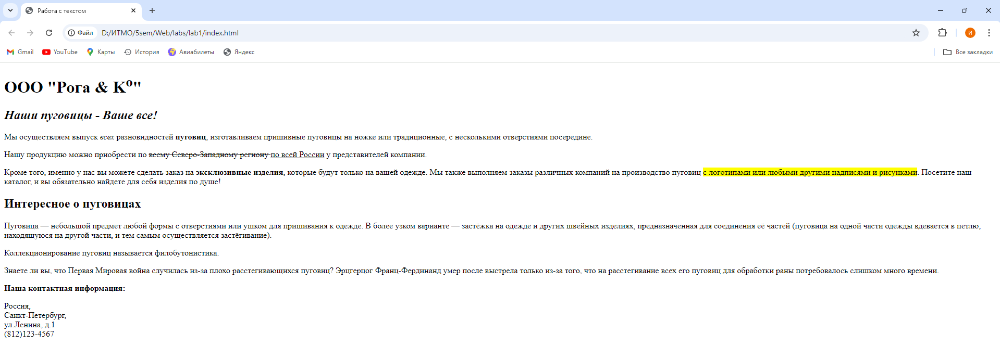 Работа с текстом
Файл D:/ИТМО/5sem/Web/labs/lab1/index.html
И
Gmail YouTube Карты История Авиабилеты Яндекс Все закладки
ООО "Рога & Kº"
Наши пуговицы - Ваше все!
Мы осуществляем выпуск всех разновидностей пуговиц, изготавливаем пришивные пуговицы на ножке или традиционные, с несколькими отверстиями посередине.
Нашу продукцию можно приобрести по всему Северо-Западному региону по всей России у представителей компании.
Кроме того, именно у нас вы можете сделать заказ на эксклюзивные изделия, которые будут только на вашей одежде. Мы также выполняем заказы различных компаний на производство пуговиц с логотипами или любыми другими надписями и рисунками. Посетите наш
каталог, и вы обязательно найдете для себя изделия по душе!
Интересное о пуговицах
Пуговица — небольшой предмет любой формы с отверстиями или ушком для пришивания к одежде. В более узком варианте — застёжка на одежде и других швейных изделиях, предназначенная для соединения её частей (пуговица на одной части одежды вдевается в петлю,
находящуюся на другой части, и тем самым осуществляется застёгивание).
Коллекционирование пуговиц называется филобутонистика.
Знаете ли вы, что Первая Мировая война случилась из-за плохо расстегивающихся пуговиц? Эрцгерцог Франц-Фердинанд умер после выстрела только из-за того, что на расстегивание всех его пуговиц для обработки раны потребовалось слишком много времени.
Наша контактная информация:
Россия,
Санкт-Петербург,
ул.Ленина, д.1
(812)123-4567